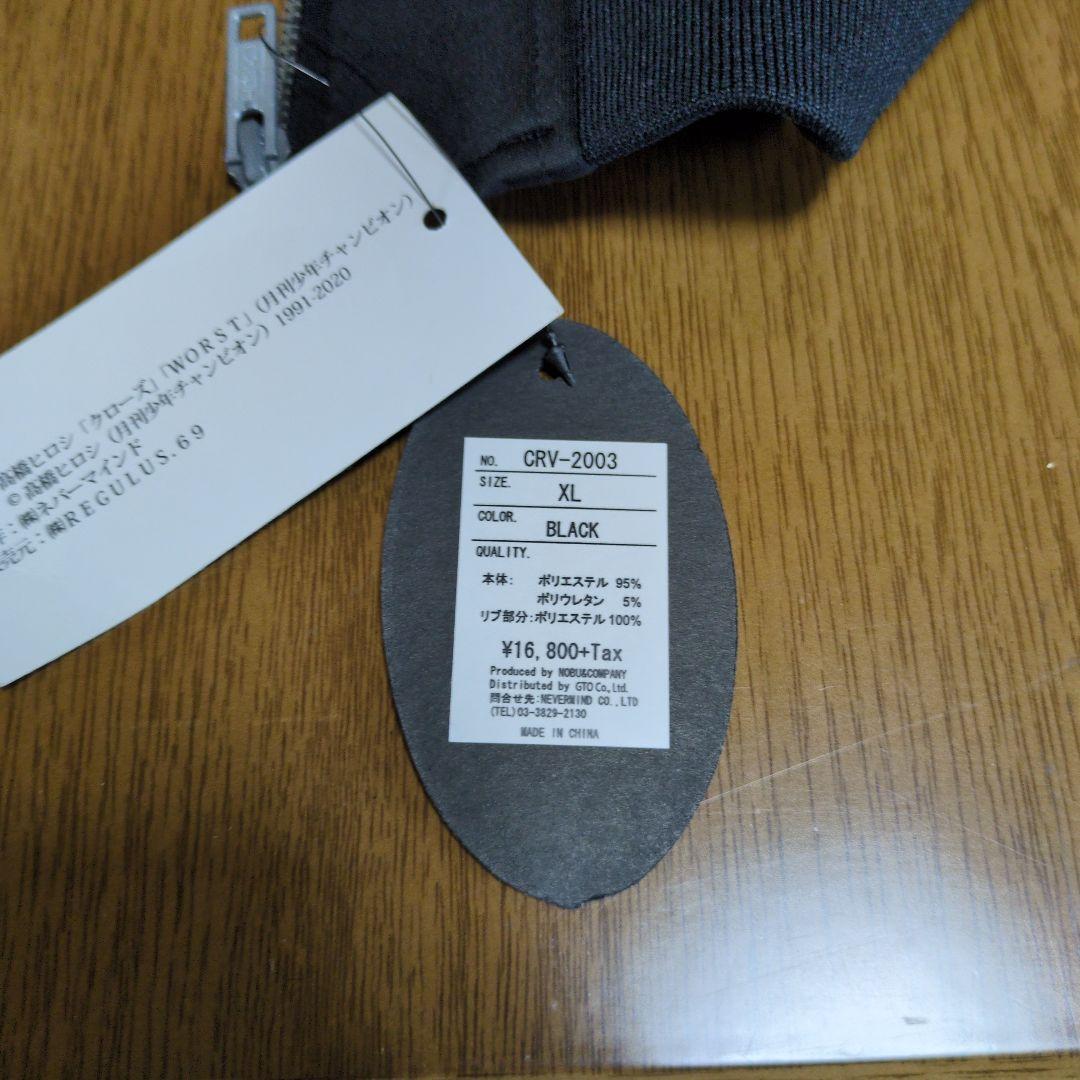 高橋ヒロシ「クローズ」「WORST」(月刊少年チャンピオン)
©高橋ヒロシ (月刊少年チャンピオン) 1991-2020
:㈱ネバーマインド
売元:㈱REGULUS.69
NO. CRV-2003
SIZE. XL
COLOR. BLACK
QUALITY.
本体: ポリエステル 95%
ポリウレタン 5%
リブ部分:ポリエステル100%
¥16,800+Tax
Produced by NOBU&COMPANY
Distributed by GTO Co,Ltd.
問合せ先:NEVERMIND CO.,LTD
(TEL)03-3829-2130
MADE IN CHINA